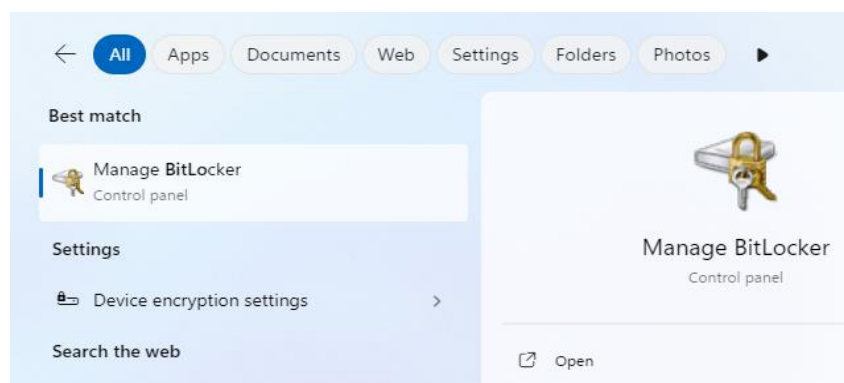 All Apps Documents Web Settings Folders Photos
Best match
Manage BitLocker
Control panel
Settings
Device encryption settings
Search the web
Manage BitLocker
Control panel
Open